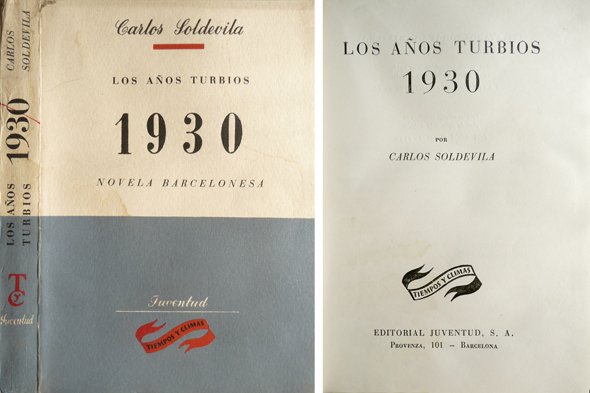 CARLOS
SOLDEVILA
1930
LOS AÑOS
TURBIOS
T
Y
C
Juventud
Carlos Soldevila
LOS AÑOS TURBIOS
1930
NOVELA BARCELONESA
Juventud
TIEMPOS Y CLIMAS
LOS AÑOS TURBIOS
1930
POR
CARLOS SOLDEVILA
TIEMPOS Y CLIMAS
EDITORIAL JUVENTUD, S. A.
PROVENZA, 101 – BARCELONA